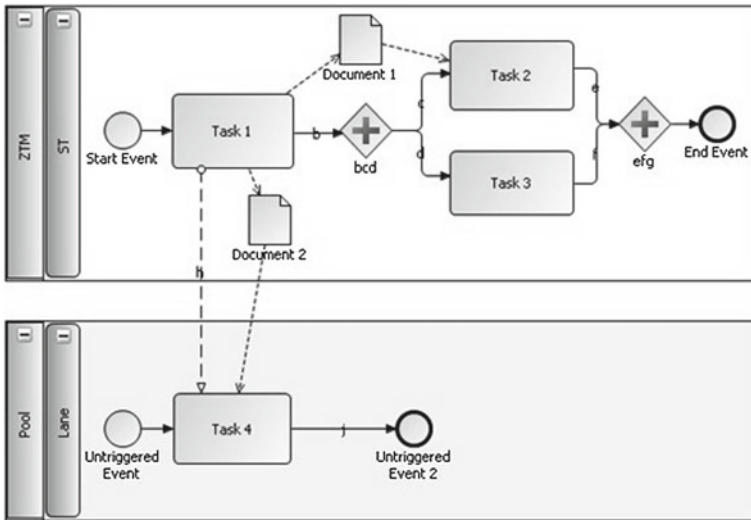 ZTM
ST
Start Event
Task 1
Document 1
b
bcd
c
d
Task 2
Task 3
e
f
efg
End Event
Document 2
h
Pool
Lane
Untriggered
Event
Task 4
j
Untriggered
Event 2